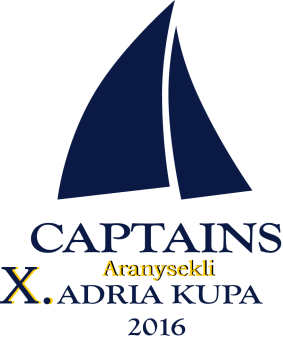 CAPTAINS
Aranysekli
X. ADRIA KUPA
2016